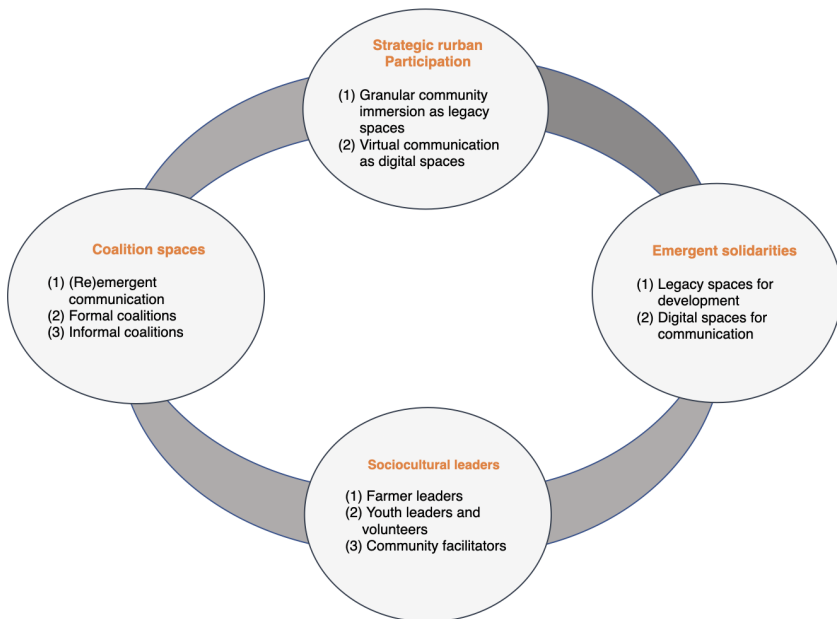 Strategic rurban
Participation
(1) Granular community
immersion as legacy
spaces
(2) Virtual communication
as digital spaces
Coalition spaces
(1) (Re)emergent
communication
(2) Formal coalitions
(3) Informal coalitions
Emergent solidarities
(1) Legacy spaces for
development
(2) Digital spaces for
communication
Sociocultural leaders
(1) Farmer leaders
(2) Youth leaders and
volunteers
(3) Community facilitators